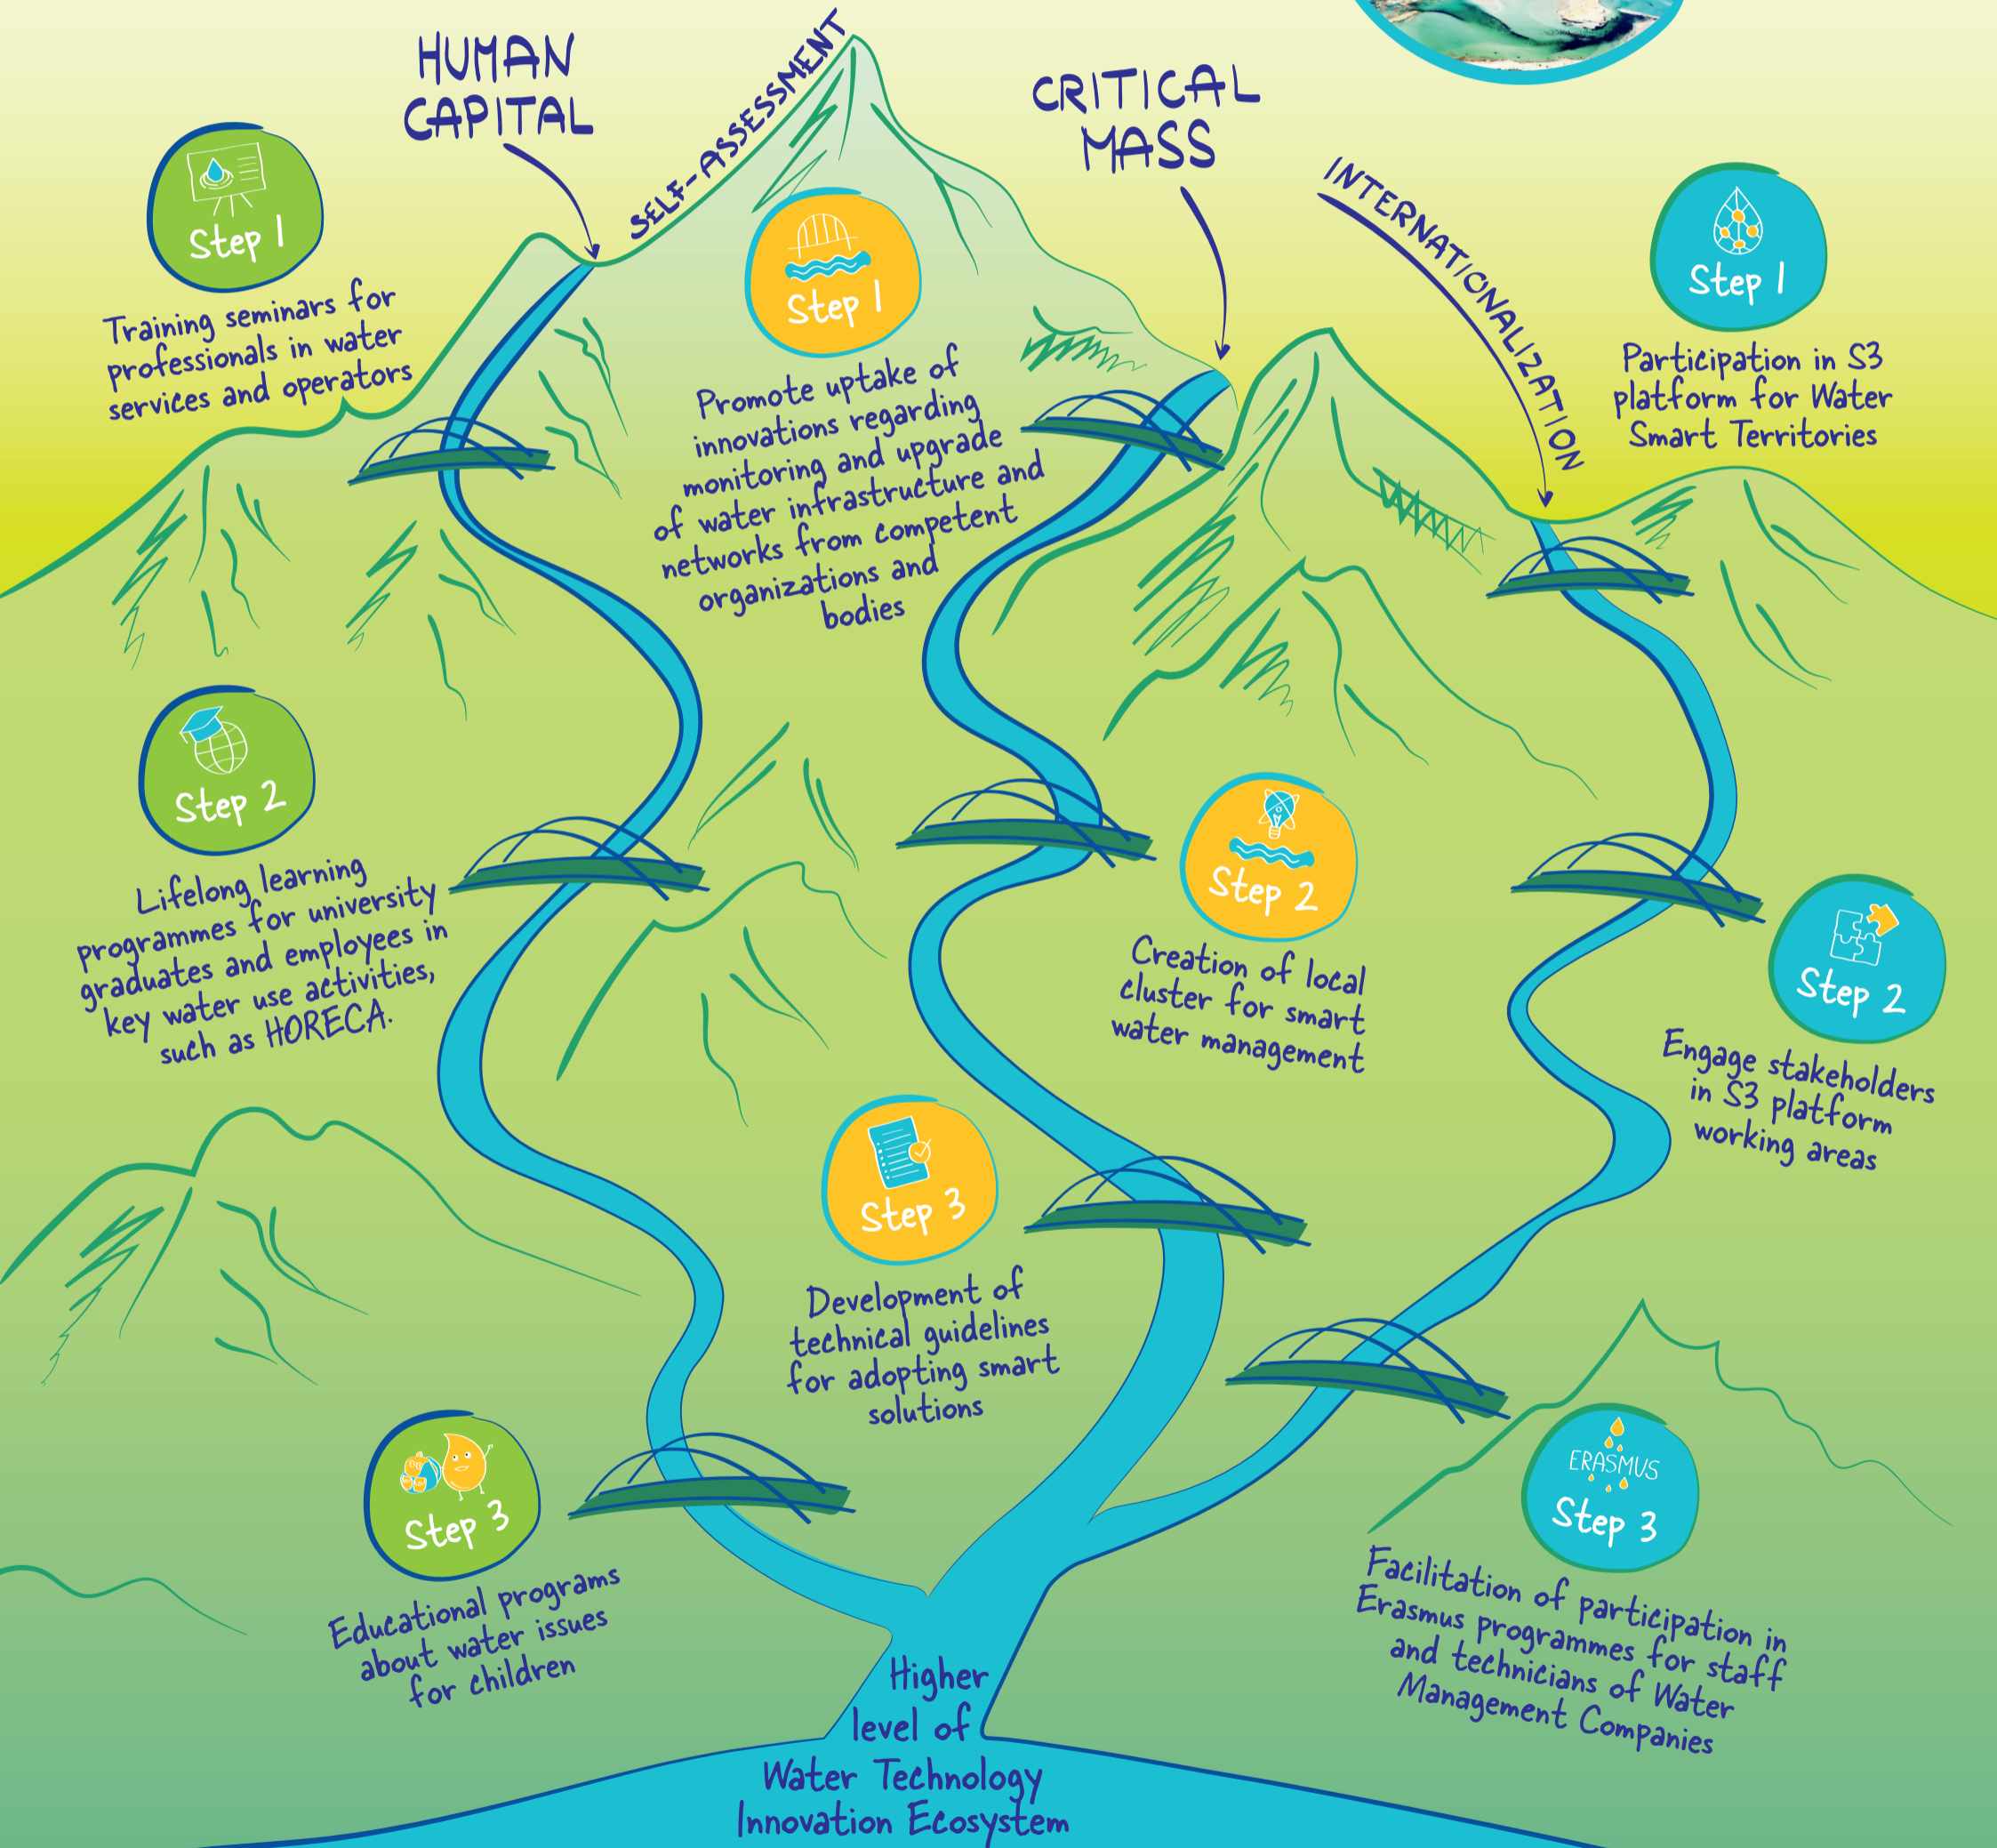 HUMAN
CAPITAL
SELF-ASSESSMENT
CRITICAL
MASS
INTERNATIONALIZATION
Step 1
Training seminars for
professionals in water
services and operators
Step 1
Promote uptake of
innovations regarding
monitoring and upgrade
of water infrastructure and
networks from competent
organizations and
bodies
Step 1
Participation in S3
platform for Water
Smart Territories
Step 2
Lifelong learning
programmes for university
graduates and employees in
key water use activities,
such as HORECA.
Step 2
Creation of local
cluster for smart
water management
Step 2
Engage stakeholders
in S3 platform
working areas
Step 3
Development of
technical guidelines
for adopting smart
solutions
Step 3
Educational programs
about water issues
for children
ERASMUS
Step 3
Facilitation of participation in
Erasmus programmes for staff
and technicians of Water
Management Companies
Higher
level of
Water Technology
Innovation Ecosystem